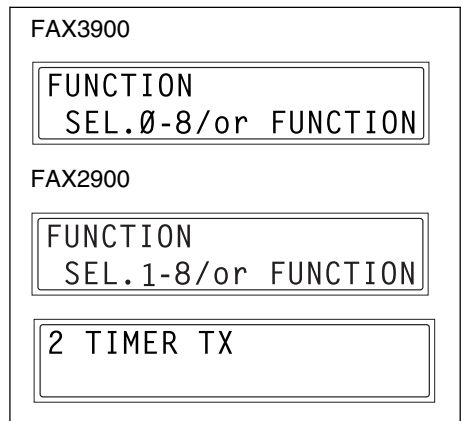 FAX3900
FUNCTION
SEL.Ø-8/or FUNCTION
FAX2900
FUNCTION
SEL.1-8/or FUNCTION
2 TIMER TX